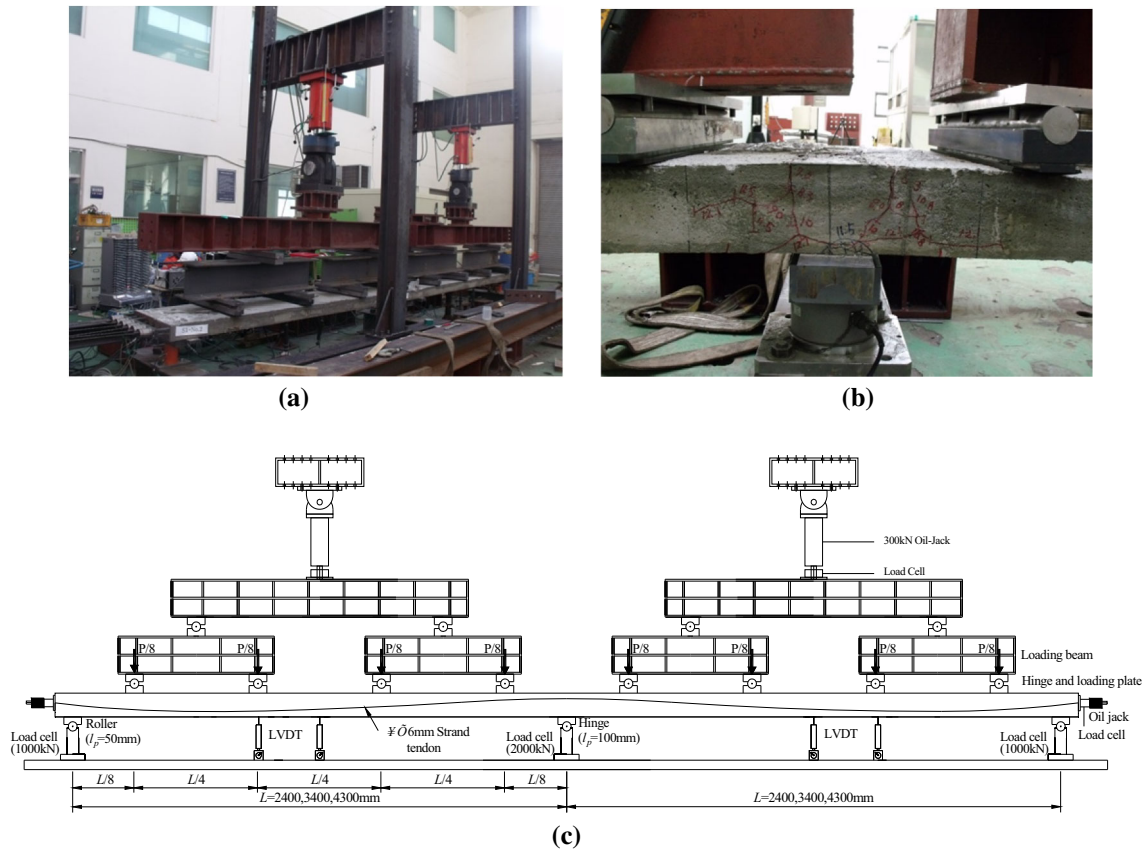 (a)
(b)
300kN Oil-Jack
Load Cell
P/8 P/8 P/8 P/8 P/8 P/8 P/8 P/8
Loading beam
Hinge and loading plate
Oil jack
Load cell
Roller
(lp=50mm)
Load cell
(1000kN)
LVDT
¥Õ6mm Strand
tendon
Hinge
(lp=100mm)
Load cell
(2000kN)
LVDT
Load cell
(1000kN)
L/8 L/4 L/4 L/4 L/8
L=2400,3400,4300mm L=2400,3400,4300mm
(c)